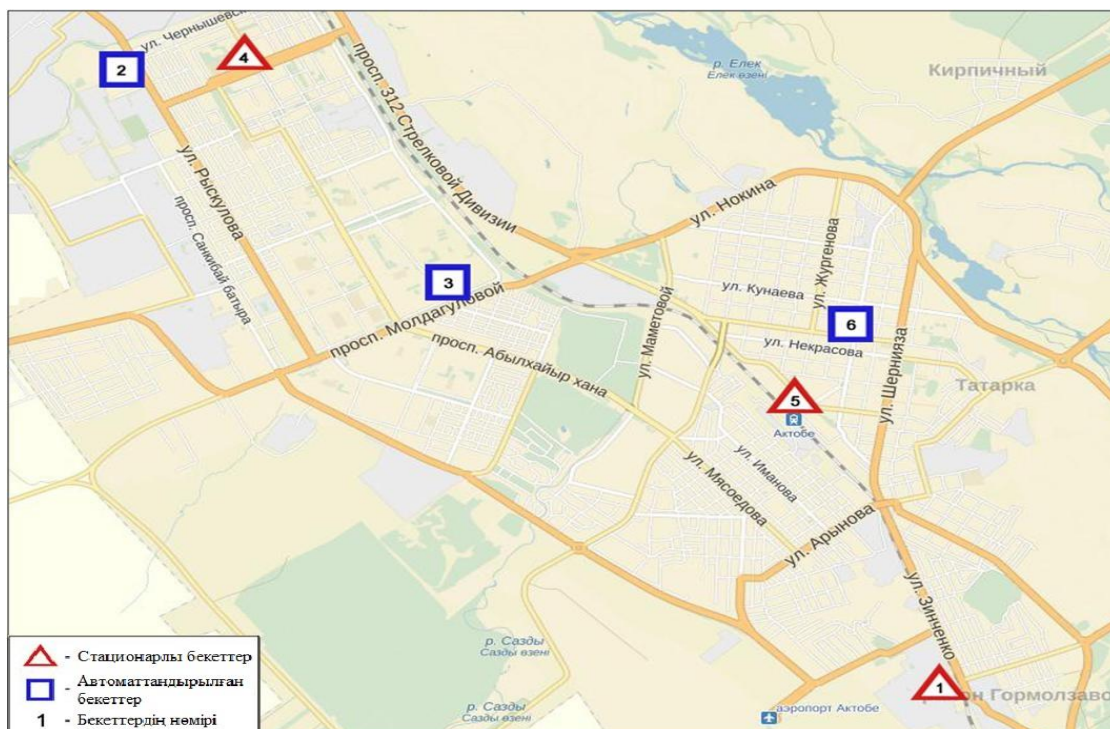 ул. Чернышевск
2
4
просп. 312 Стрелковой Дивизии
р. Елек
Елек өзені
Кирпичный
ул. Рыскулова
просп. Санкибай батыра
ул. Нокина
3
просп. Молдагуловой
ул. Маметовой
ул. Кунаева
ул. Жургенова
6
ул. Некрасова
просп. Абылхайыр хана
ул. Шернияза
Татарка
5
Актобе
ул. Иманова
ул. Мясоедова
ул. Арынова
ул. Зинченко
р. Сазды
Сазды өзені
р. Сазды
Сазды өзені
1
он Гормолзаво
аэропорт Актобе
- Стационарлы бекеттер
- Автоматтандырылған
бекеттер
1 - Бекеттердің нөмірі